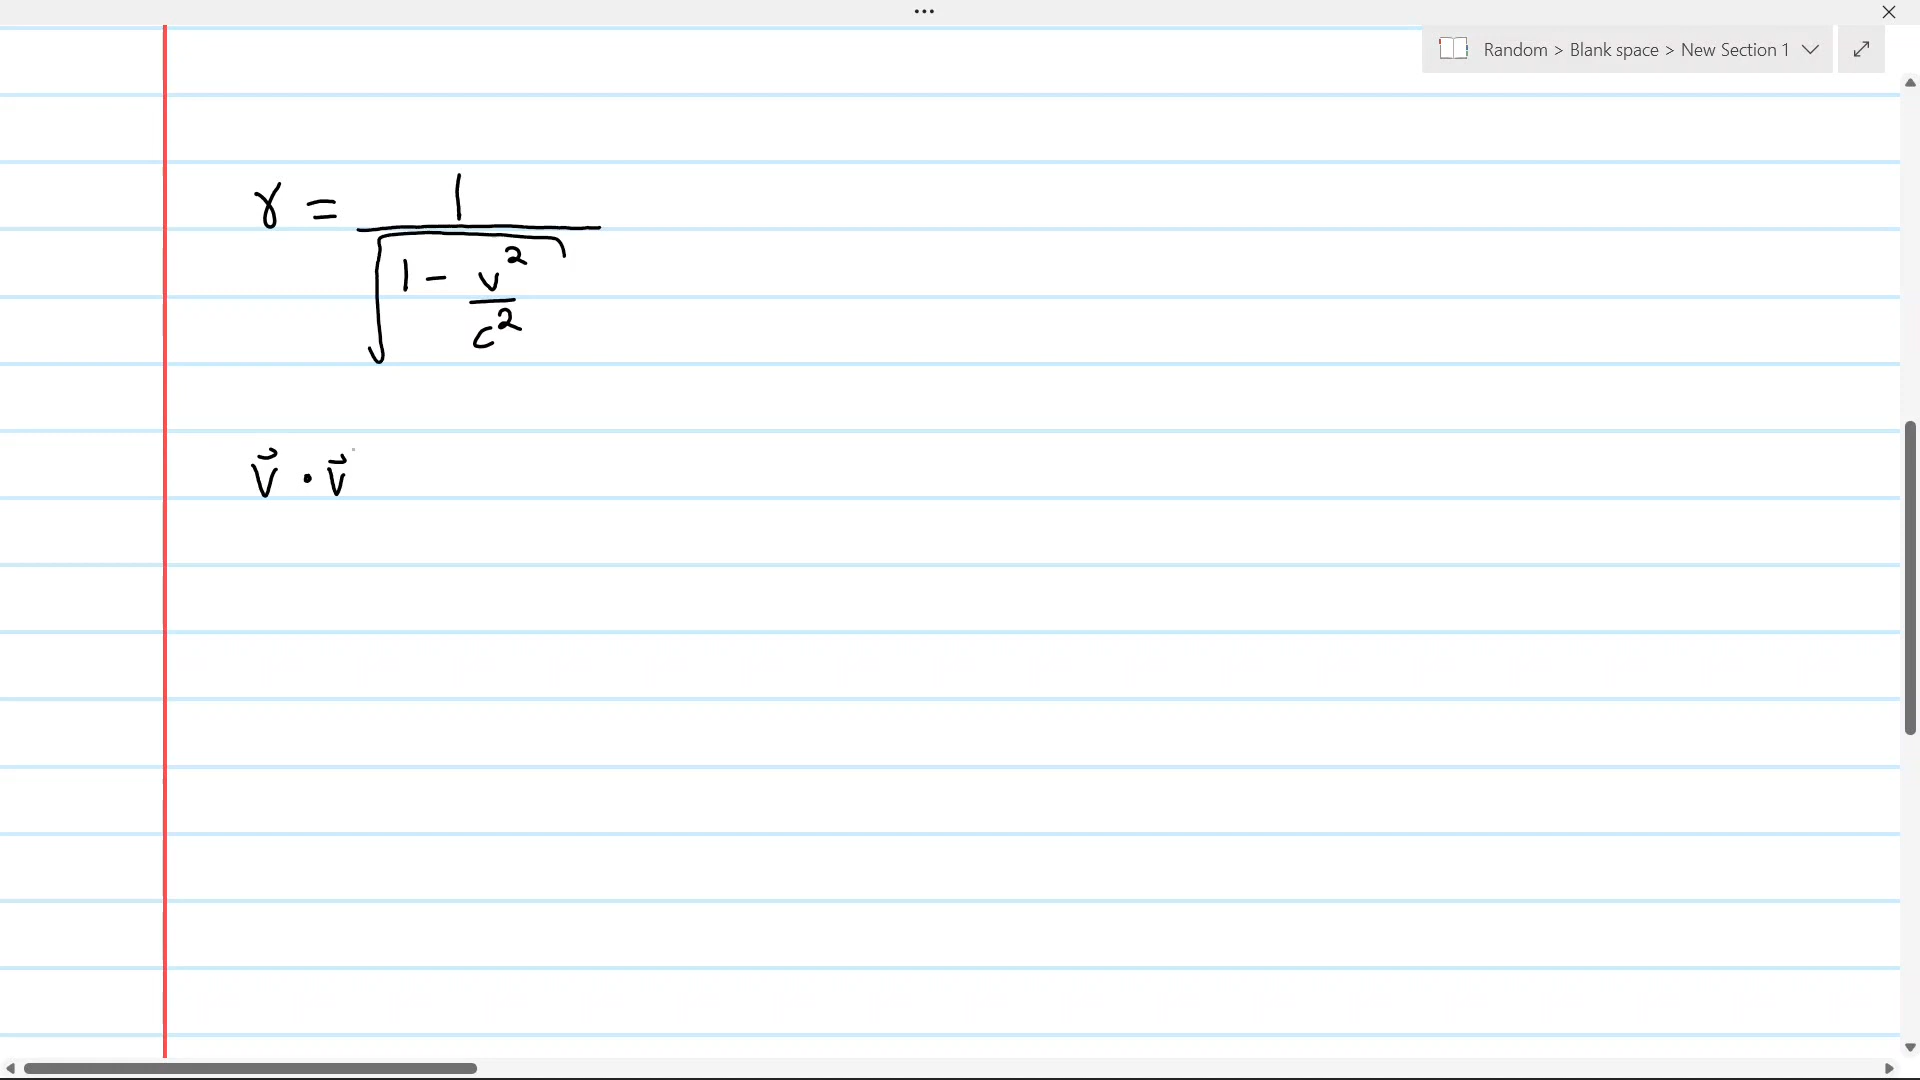 ...
Random > Blank space > New Section 1
γ = 1 / √(1 - v² / c²)
v⃗ · v⃗